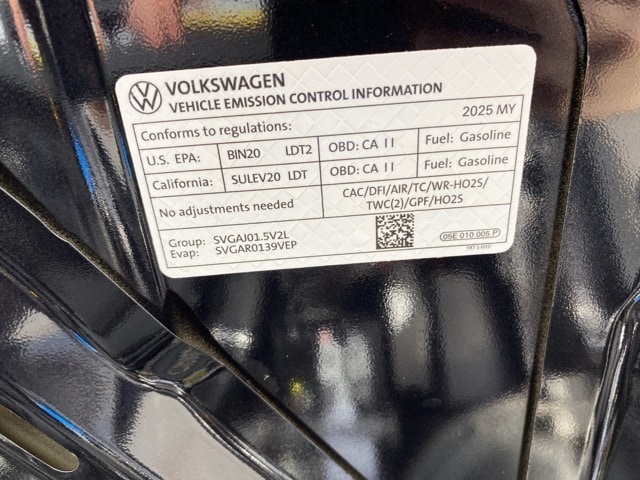 VOLKSWAGEN
VEHICLE EMISSION CONTROL INFORMATION
2025 MY
Conforms to regulations:
U.S. EPA: BIN20 LDT2 OBD: CA II Fuel: Gasoline
California: SULEV20 LDT OBD: CA II Fuel: Gasoline
No adjustments needed
CAC/DFI/AIR/TC/WR-HO2S/
TWC(2)/GPF/HO2S
Group: SVGAJ01.5V2L
Evap: SVGAR0139VEP
05E 010 005 P